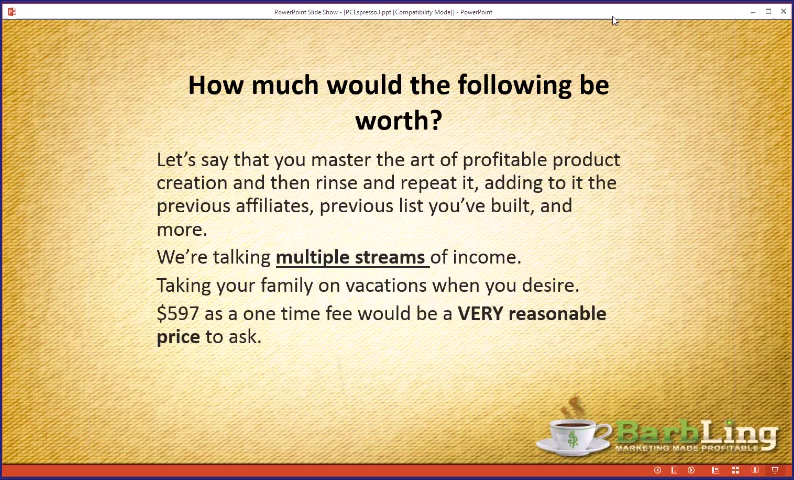 PowerPoint Slide Show - [PCEspresso3.ppt [Compatibility Mode]] - PowerPoint
How much would the following be
worth?
Let's say that you master the art of profitable product
creation and then rinse and repeat it, adding to it the
previous affiliates, previous list you've built, and
more.
We're talking multiple streams of income.
Taking your family on vacations when you desire.
$597 as a one time fee would be a VERY reasonable
price to ask.
$
BarbLing
MARKETING MADE PROFITABLE